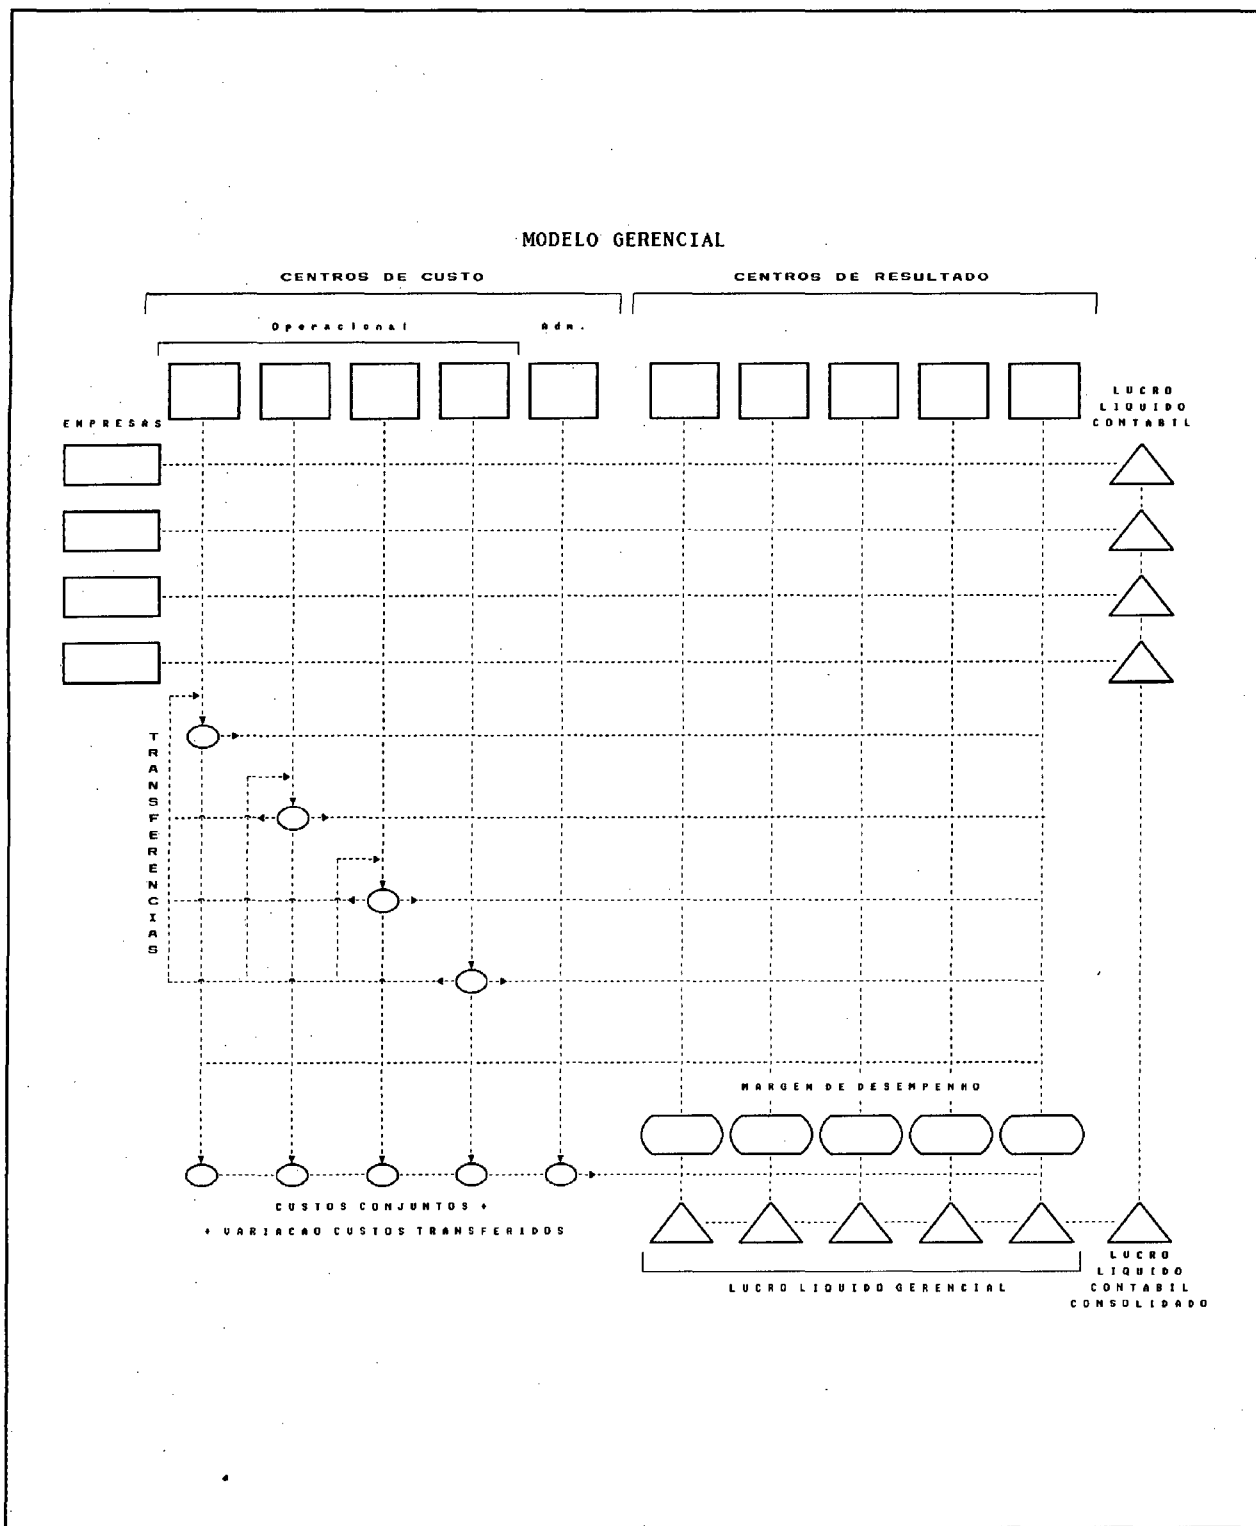 MODELO GERENCIAL
CENTROS DE CUSTO
CENTROS DE RESULTADO
Operacional
Adm.
LUCRO
LIQUIDO
CONTABIL
EMPRESAS
TRANSFERENCIAS
MARGEM DE DESEMPENHO
CUSTOS CONJUNTOS +
+ VARIACAO CUSTOS TRANSFERIDOS
LUCRO LIQUIDO GERENCIAL
LUCRO
LIQUIDO
CONTABIL
CONSOLIDADO